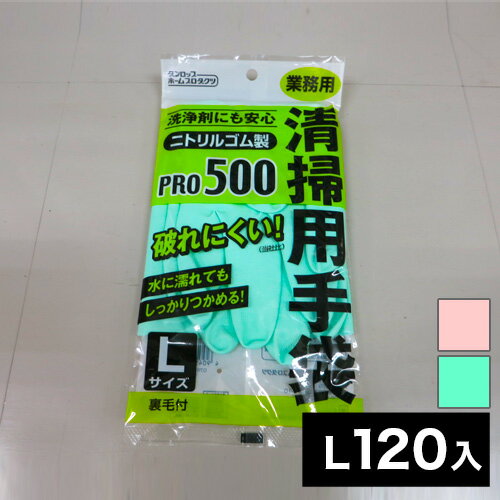 ダンロップ
ホームプロダクツ
業務用
洗浄剤にも安心
ニトリルゴム製
PRO500
清掃用手袋
破れにくい!
(当社比)
水に濡れても
しっかりつかめる!
L
サイズ
裏毛付
L120入